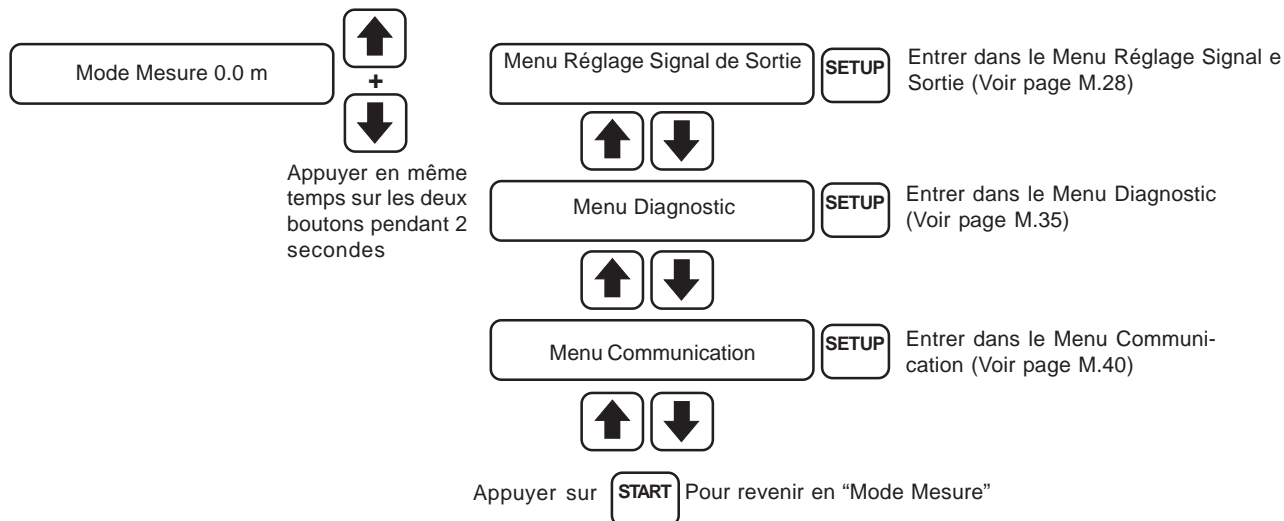 Mode Mesure 0.0 m
+
Appuyer en même
temps sur les deux
boutons pendant 2
secondes
Menu Réglage Signal de Sortie
SETUP
Entrer dans le Menu Réglage Signal e
Sortie (Voir page M.28)
Menu Diagnostic
SETUP
Entrer dans le Menu Diagnostic
(Voir page M.35)
Menu Communication
SETUP
Entrer dans le Menu Communi-
cation (Voir page M.40)
Appuyer sur START Pour revenir en “Mode Mesure”